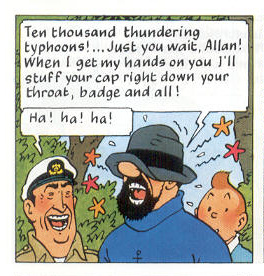 Ten thousand thundering
typhoons!... Just you wait, Allan!
When I get my hands on you I'll
stuff your cap right down your
throat, badge and all!
Ha! ha! ha!